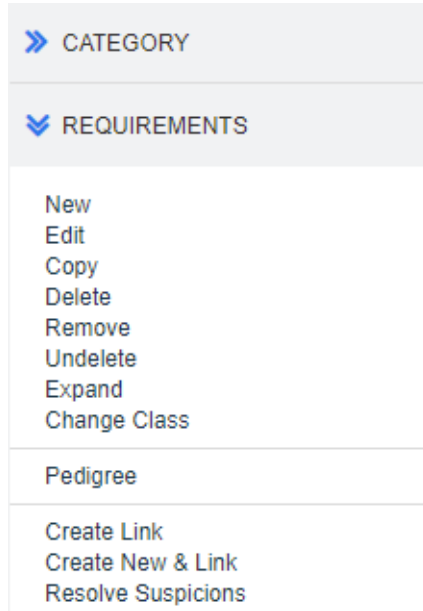 CATEGORY
REQUIREMENTS
New
Edit
Copy
Delete
Remove
Undelete
Expand
Change Class
Pedigree
Create Link
Create New & Link
Resolve Suspicions